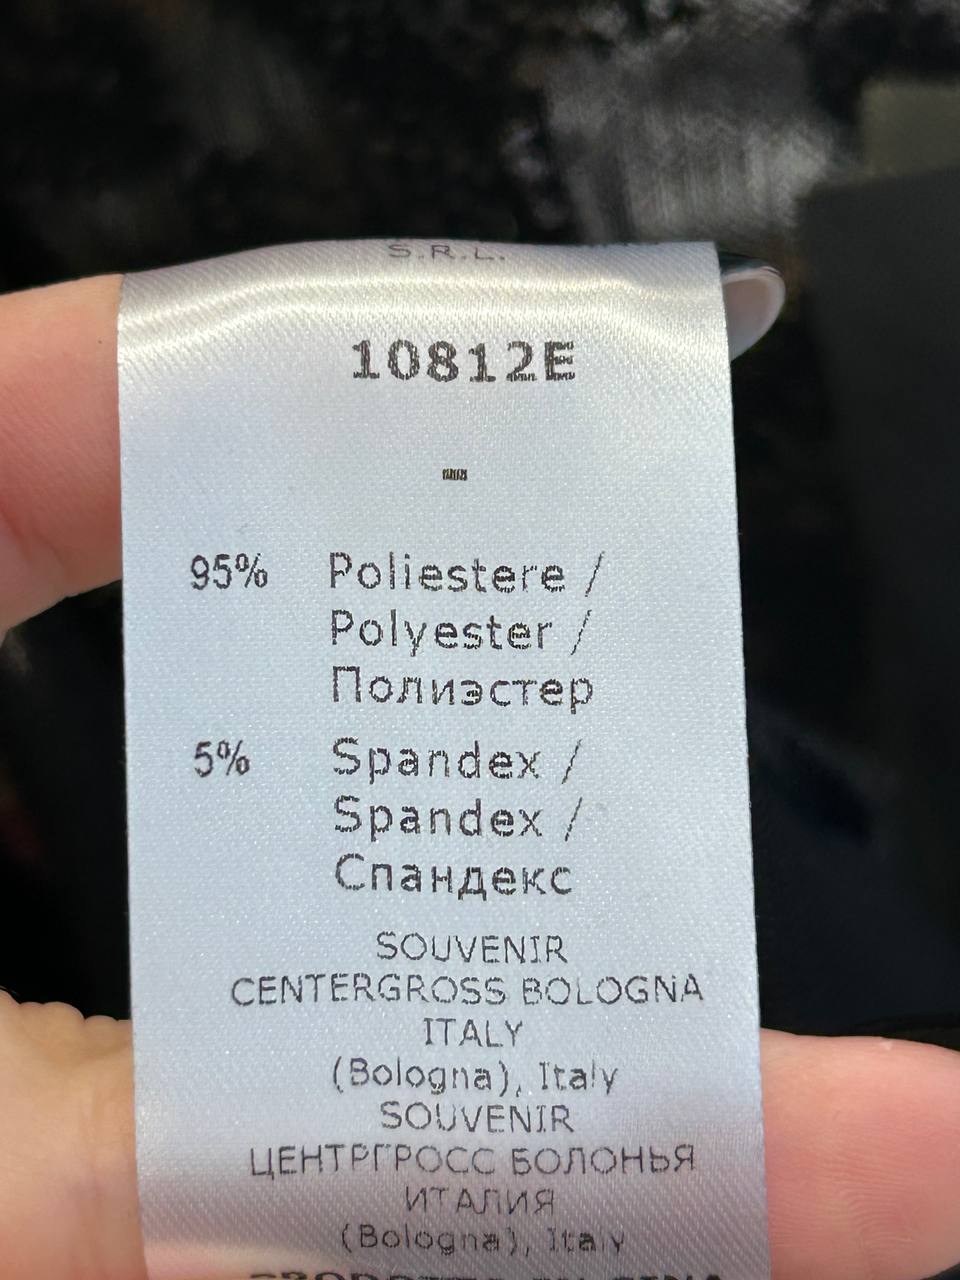 S.R.L.
10812E
-
95% Poliestere /
Polyester /
Полиэстер
5% Spandex /
Spandex /
Спандекс
SOUVENIR
CENTERGROSS BOLOGNA
ITALY
(Bologna), Italy
SOUVENIR
ЦЕНТРГРОСС БОЛОНЬЯ
ИТАЛИЯ
(Bologna), Italy